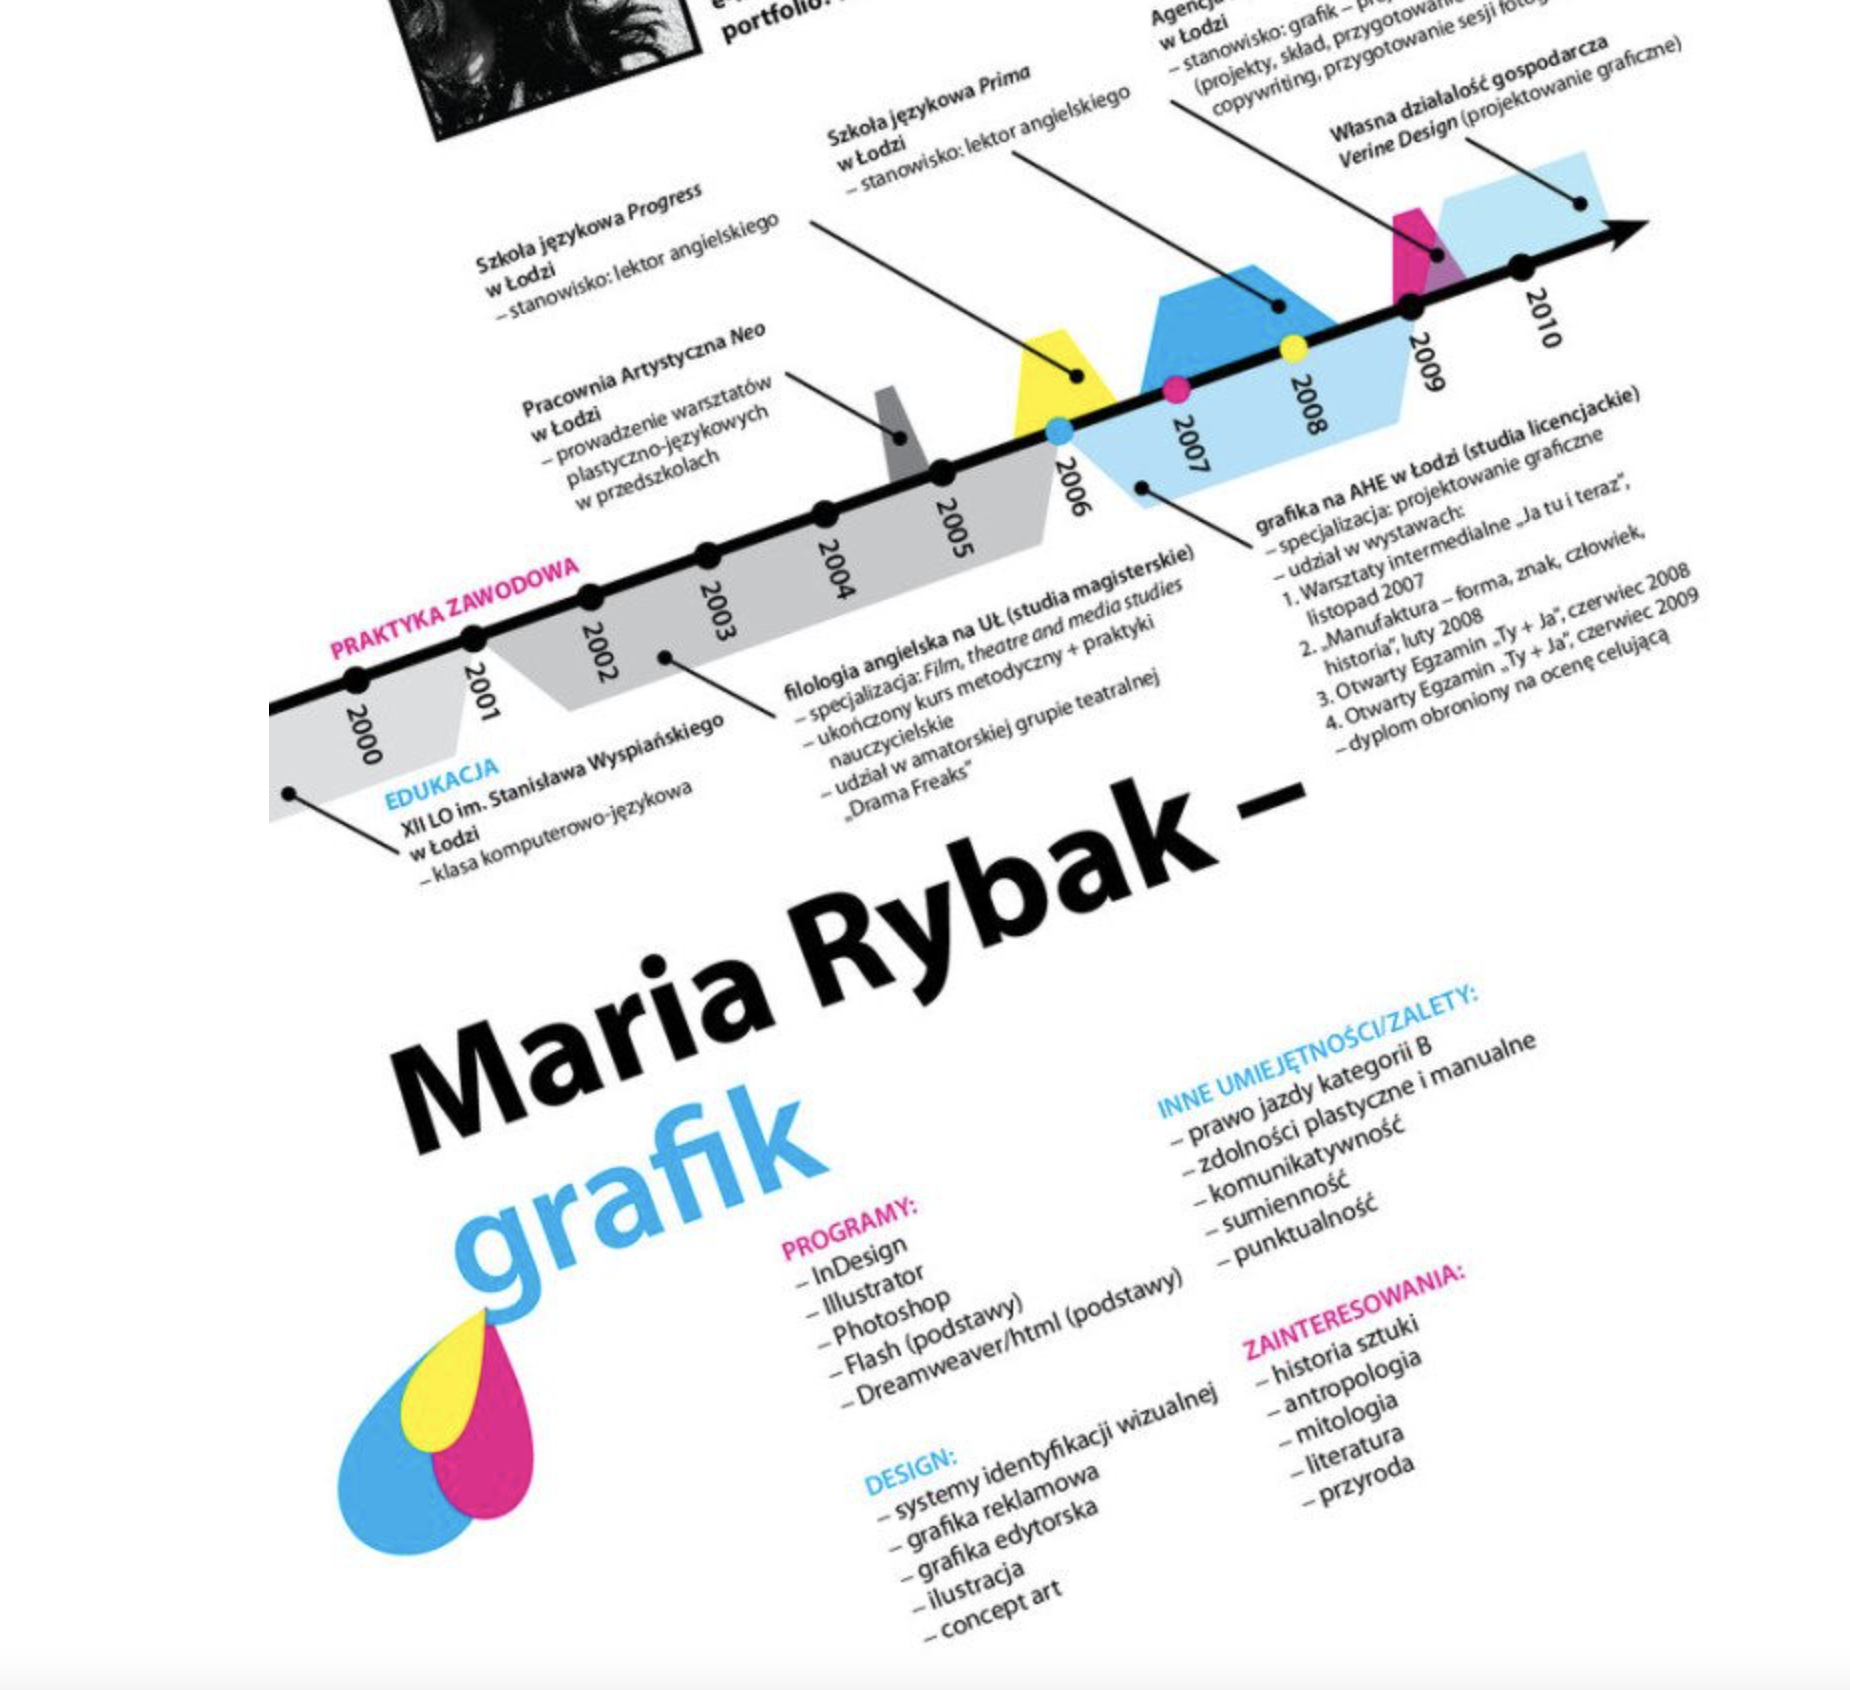 portfolio:
Agencja
w Łodzi
– stanowisko: grafik –
(projekty, skład,
copywriting, przygotowanie sesji
Własna działalość gospodarcza
Verine Design (projektowanie graficzne)
Szkoła językowa Prima
w Łodzi
– stanowisko: lektor angielskiego
Szkoła językowa Progress
w Łodzi
– stanowisko: lektor angielskiego
Pracownia Artystyczna Neo
w Łodzi
– prowadzenie warsztatów
plastyczno-językowych
w przedszkolach
PRAKTYKA ZAWODOWA
2000
2001
2002
2003
2004
2005
2006
2007
2008
2009
2010
EDUKACJA
XII LO im. Stanisława Wyspiańskiego
w Łodzi
– klasa komputerowo-językowa
filologia angielska na UŁ (studia magisterskie)
– specjalizacja: Film, theatre and media studies
– ukończony kurs metodyczny + praktyki
nauczycielskie
– udział w amatorskiej grupie teatralnej
„Drama Freaks”
grafika na AHE w Łodzi (studia licencjackie)
– specjalizacja: projektowanie graficzne
– udział w wystawach:
1. Warsztaty intermedialne „Ja tu i teraz”,
listopad 2007
2. „Manufaktura – forma, znak, człowiek,
historia”, luty 2008
3. Otwarty Egzamin „Ty + Ja”, czerwiec 2008
4. Otwarty Egzamin „Ty + Ja”, czerwiec 2009
– dyplom obroniony na ocenę celującą
Maria Rybak –
grafik
PROGRAMY:
– InDesign
– Illustrator
– Photoshop
– Flash (podstawy)
– Dreamweaver/html (podstawy)
DESIGN:
– systemy identyfikacji wizualnej
– grafika reklamowa
– grafika edytorska
– ilustracja
– concept art
INNE UMIEJĘTNOŚCI/ZALETY:
– prawo jazdy kategorii B
– zdolności plastyczne i manualne
– komunikatywność
– sumienność
– punktualność
ZAINTERESOWANIA:
– historia sztuki
– antropologia
– mitologia
– literatura
– przyroda